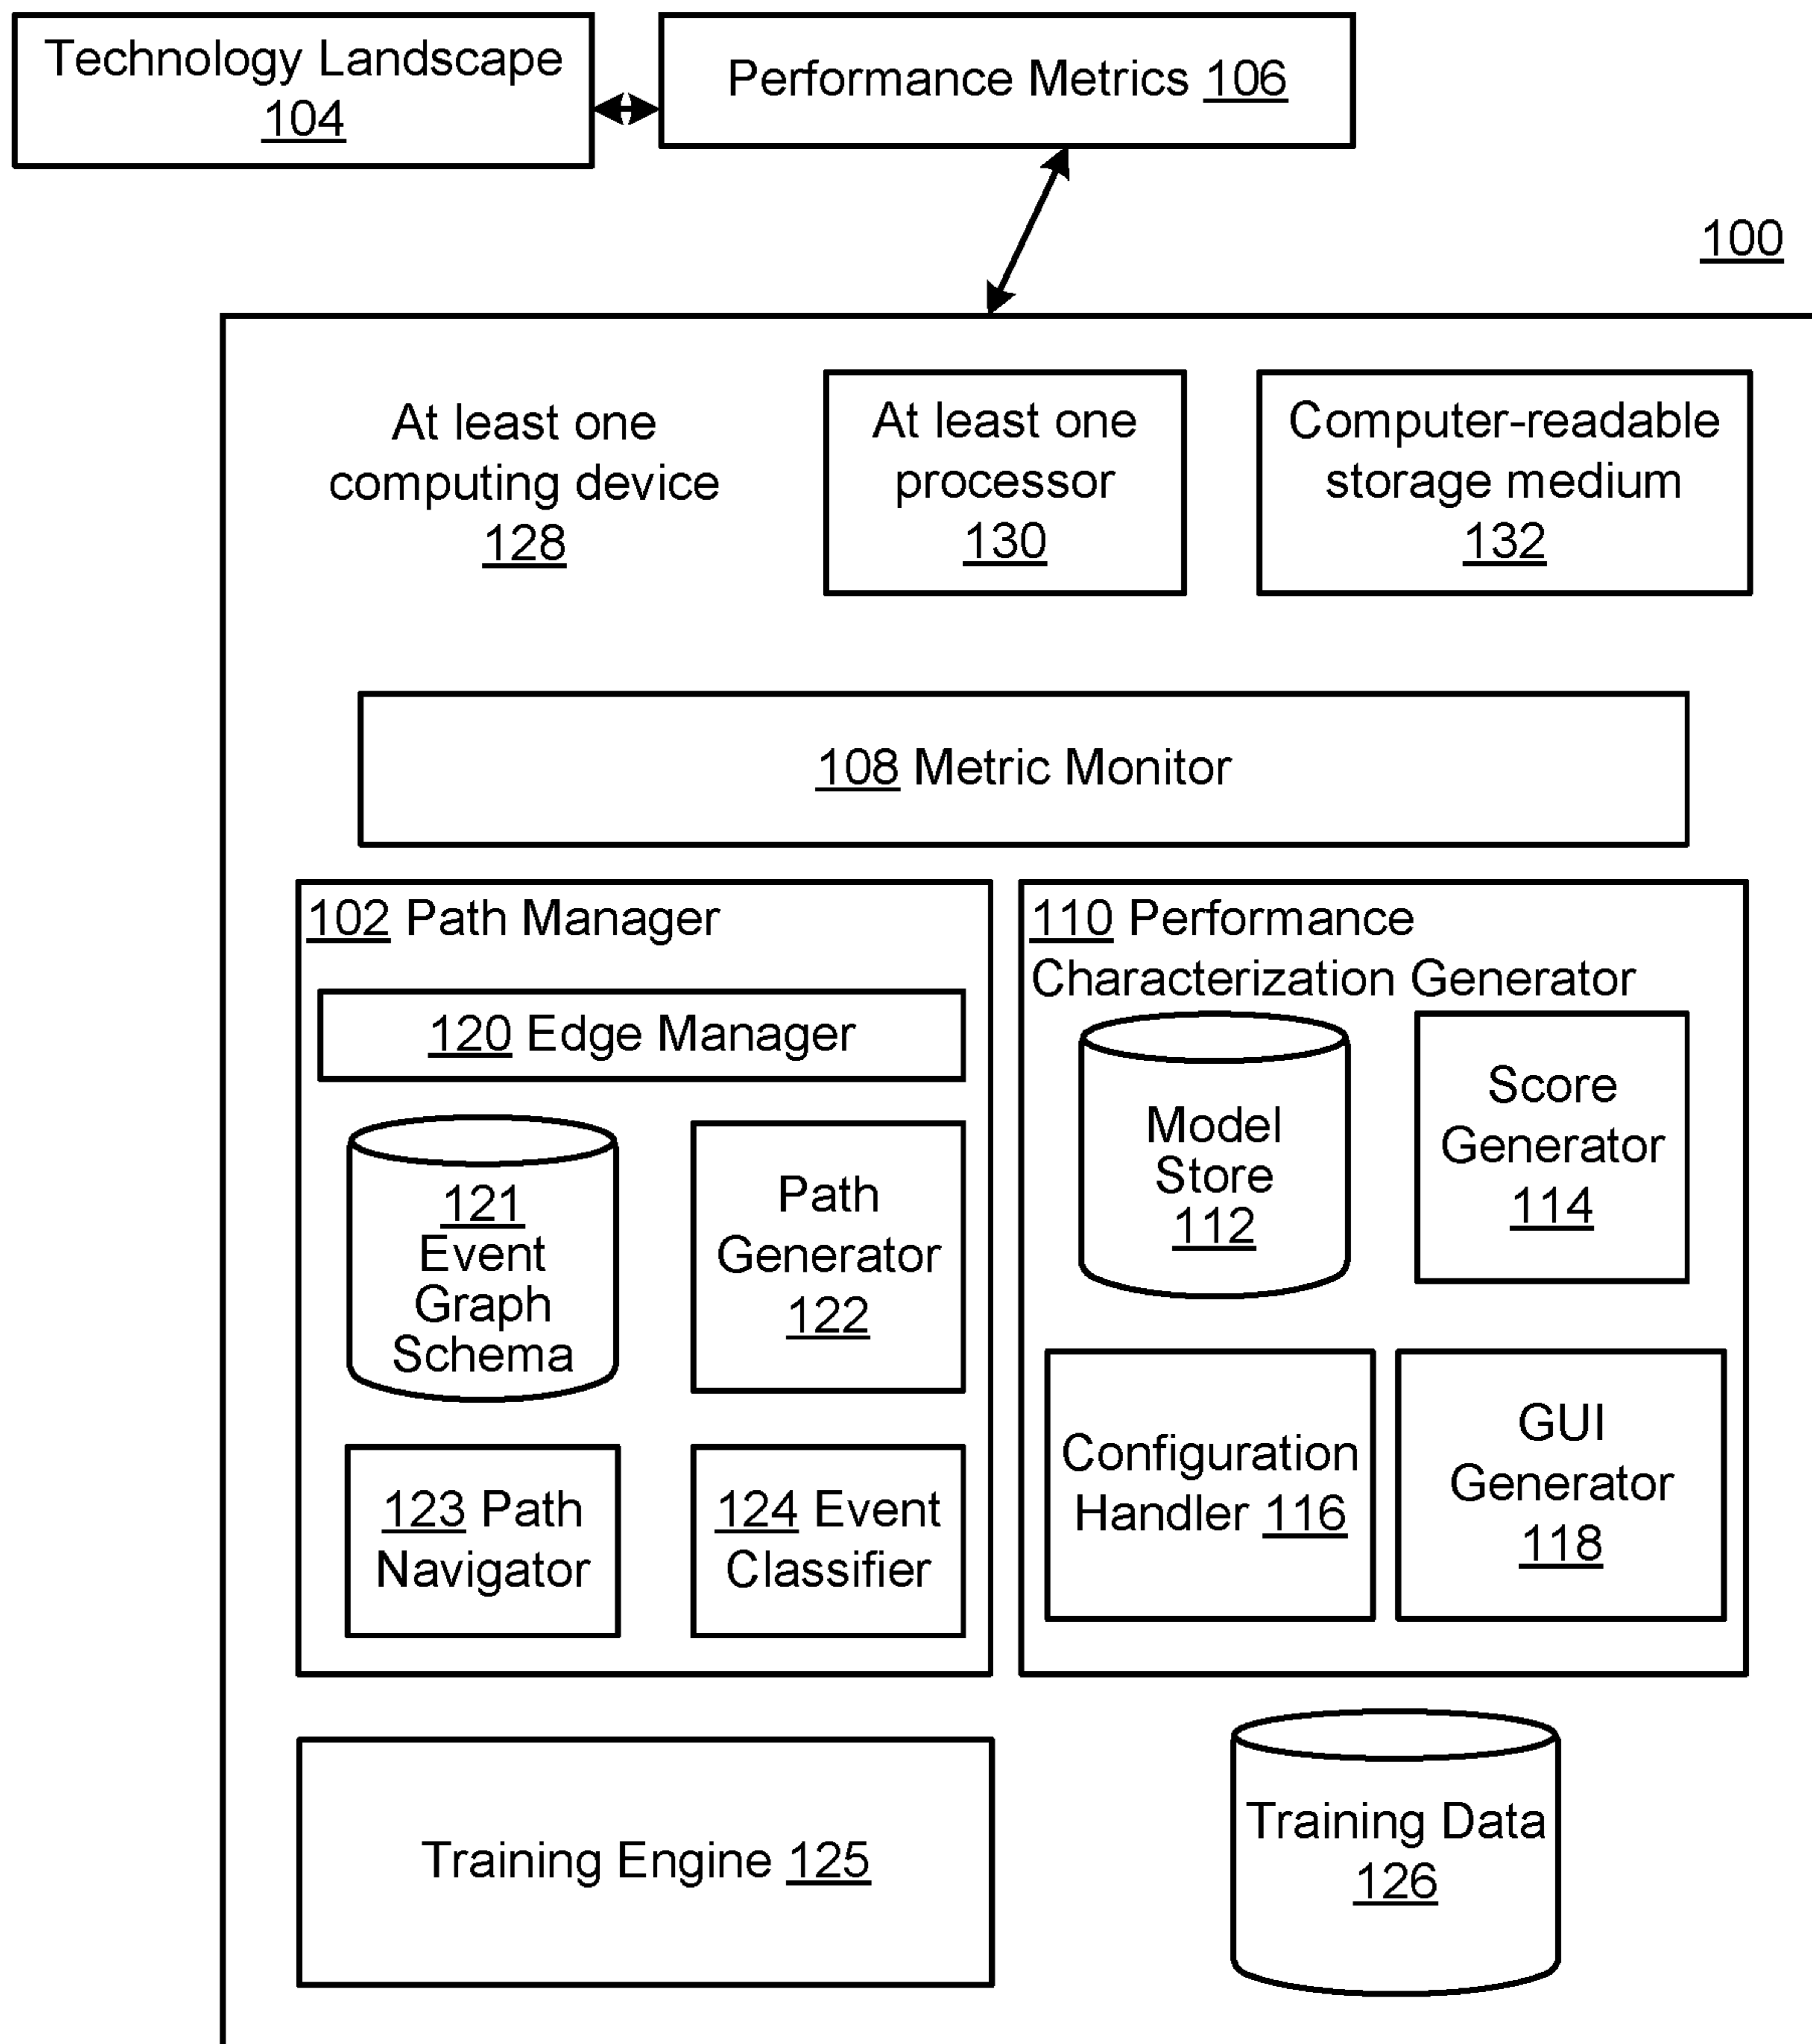 Technology Landscape
104
Performance Metrics 106
100
At least one
computing device
128
At least one
processor
130
Computer-readable
storage medium
132
108 Metric Monitor
102 Path Manager
120 Edge Manager
121
Event
Graph
Schema
Path
Generator
122
123 Path
Navigator
124 Event
Classifier
110 Performance
Characterization Generator
Model
Store
112
Score
Generator
114
Configuration
Handler 116
GUI
Generator
118
Training Engine 125
Training Data
126